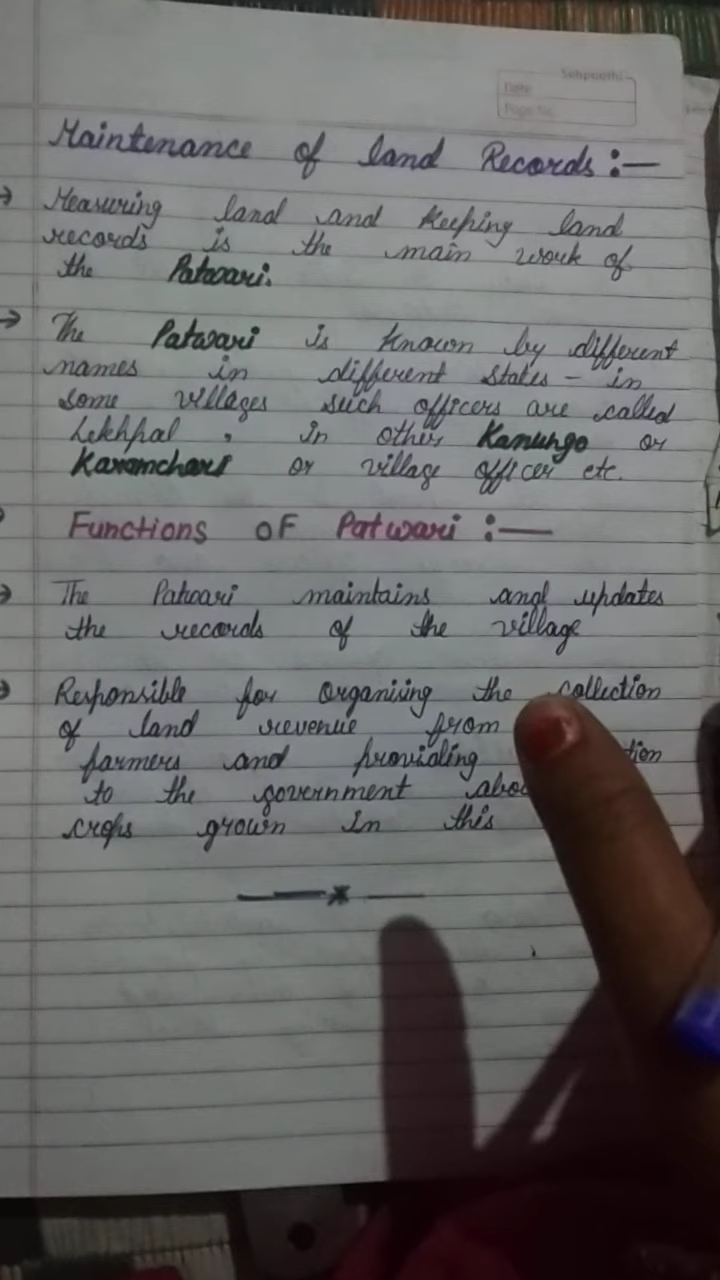 Sehpaathi
Date
Page No
Maintenance of land Records :—
→ Measuring land and keeping land
records is the main work of
the Patwari.
→ The Patwari is known by different
names in different states - in
some villages such officers are called
Lekhpal , in other Kanungo or
Karamchari or village officer etc.
Functions of Patwari :—
→ The Patwari maintains and updates
the records of the village
→ Responsible for organising the collection
of land revenue from
farmers and providing
to the government
crops grown in this